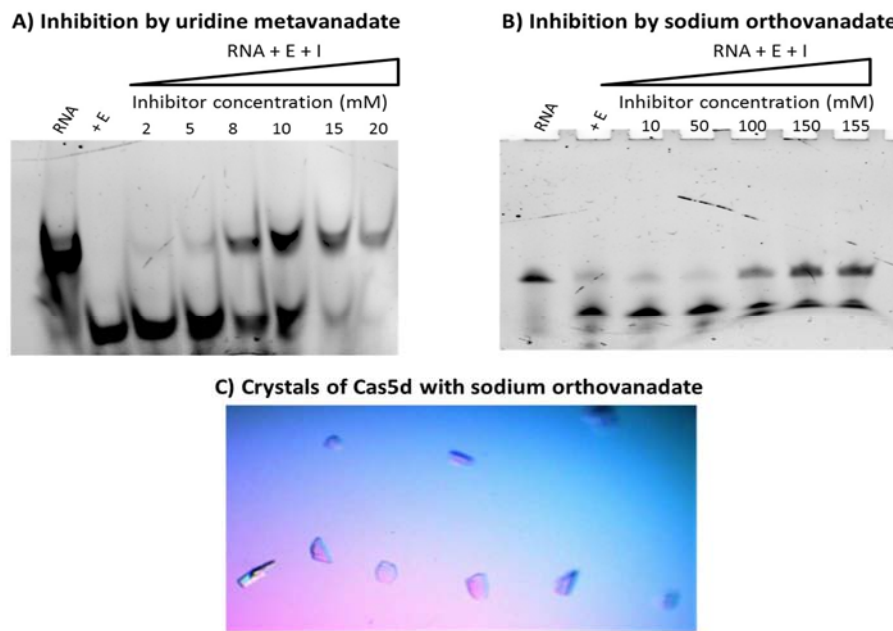 A) Inhibition by uridine metavanadate
RNA + E + I
Inhibitor concentration (mM)
RNA + E 2 5 8 10 15 20
B) Inhibition by sodium orthovanadate
RNA + E + I
Inhibitor concentration (mM)
RNA + E 10 50 100 150 155
C) Crystals of Cas5d with sodium orthovanadate